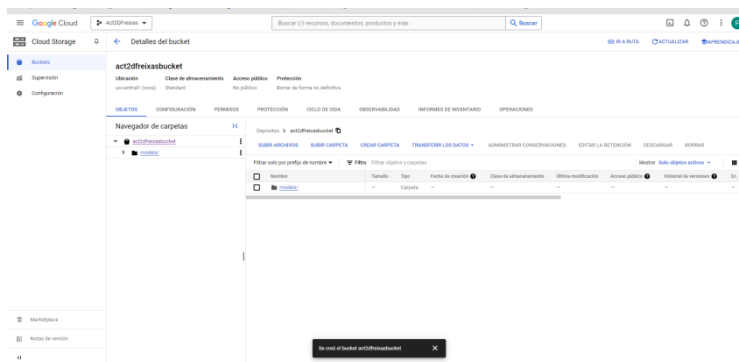 Google Cloud
Act2DFreixas
Buscar (/) recursos, documentos, productos y más
Buscar
Cloud Storage
Detalles del bucket
IR A RUTA
ACTUALIZAR
APRENDIZAJE
Buckets
Supervisión
Configuración
act2dfreixasbucket
Ubicación Clase de almacenamiento Acceso público Protección
us-central1 (Iowa) Standard No público Borrar de forma no definitiva
OBJETOS CONFIGURACIÓN PERMISOS PROTECCIÓN CICLO DE VIDA OBSERVABILIDAD INFORMES DE INVENTARIO OPERACIONES
Navegador de carpetas
act2dfreixasbucket
models/
Depósitos > act2dfreixasbucket
SUBIR ARCHIVOS SUBIR CARPETA CREAR CARPETA TRANSFERIR LOS DATOS ADMINISTRAR CONSERVACIONES EDITAR LA RETENCIÓN DESCARGAR BORRAR
Filtrar solo por prefijo de nombre Filtro Filtrar objetos y carpetas Mostrar Solo objetos activos
Nombre Tamaño Tipo Fecha de creación Clase de almacenamiento Última modificación Acceso público Historial de versiones
models/ — Carpeta — — — — —
Marketplace
Notas de versión
Se creó el bucket act2dfreixasbucket